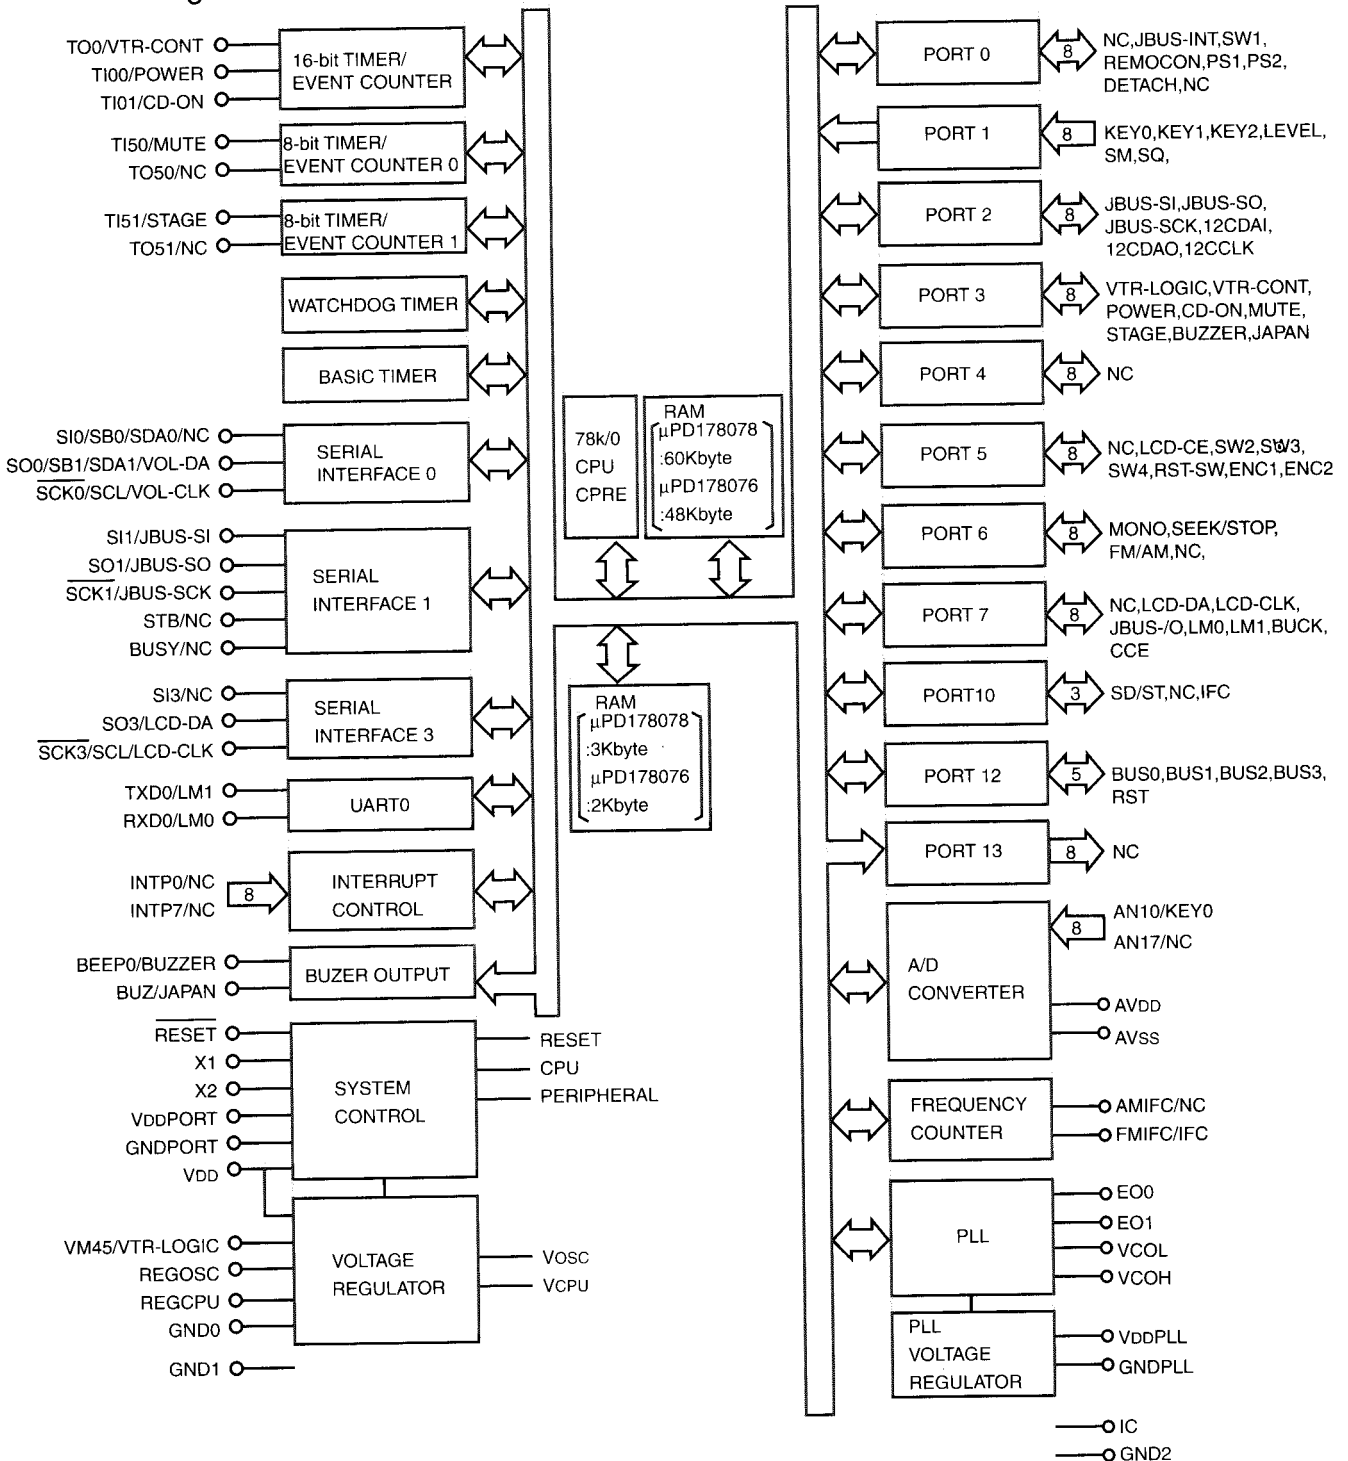 TO0/VTR-CONT
TI00/POWER
TI01/CD-ON
16-bit TIMER/
EVENT COUNTER
TI50/MUTE
TO50/NC
8-bit TIMER/
EVENT COUNTER 0
TI51/STAGE
TO51/NC
8-bit TIMER/
EVENT COUNTER 1
WATCHDOG TIMER
BASIC TIMER
SI0/SB0/SDA0/NC
SO0/SB1/SDA1/VOL-DA
SCK0/SCL/VOL-CLK
SERIAL
INTERFACE 0
SI1/JBUS-SI
SO1/JBUS-SO
SCK1/JBUS-SCK
STB/NC
BUSY/NC
SERIAL
INTERFACE 1
SI3/NC
SO3/LCD-DA
SCK3/SCL/LCD-CLK
SERIAL
INTERFACE 3
TXD0/LM1
RXD0/LM0
UART0
INTP0/NC
INTP7/NC
8
INTERRUPT
CONTROL
BEEP0/BUZZER
BUZ/JAPAN
BUZER OUTPUT
RESET
X1
X2
VDDPORT
GNDPORT
VDD
SYSTEM
CONTROL
RESET
CPU
PERIPHERAL
VM45/VTR-LOGIC
REGOSC
REGCPU
GND0
GND1
VOLTAGE
REGULATOR
VOSC
VCPU
78k/0
CPU
CPRE
RAM
μPD178078
:60Kbyte
μPD178076
:48Kbyte
RAM
μPD178078
:3Kbyte
μPD178076
:2Kbyte
PORT 0
8
NC,JBUS-INT,SW1,
REMOCON,PS1,PS2,
DETACH,NC
PORT 1
8
KEY0,KEY1,KEY2,LEVEL,
SM,SQ,
PORT 2
8
JBUS-SI,JBUS-SO,
JBUS-SCK,12CDAI,
12CDAO,12CCLK
PORT 3
8
VTR-LOGIC,VTR-CONT,
POWER,CD-ON,MUTE,
STAGE,BUZZER,JAPAN
PORT 4
8
NC
PORT 5
8
NC,LCD-CE,SW2,SW3,
SW4,RST-SW,ENC1,ENC2
PORT 6
8
MONO,SEEK/STOP,
FM/AM,NC,
PORT 7
8
NC,LCD-DA,LCD-CLK,
JBUS-/O,LM0,LM1,BUCK,
CCE
PORT10
3
SD/ST,NC,IFC
PORT 12
5
BUS0,BUS1,BUS2,BUS3,
RST
PORT 13
8
NC
A/D
CONVERTER
8
AN10/KEY0
AN17/NC
AVDD
AVSS
FREQUENCY
COUNTER
AMIFC/NC
FMIFC/IFC
PLL
EO0
EO1
VCOL
VCOH
PLL
VOLTAGE
REGULATOR
VDDPLL
GNDPLL
IC
GND2